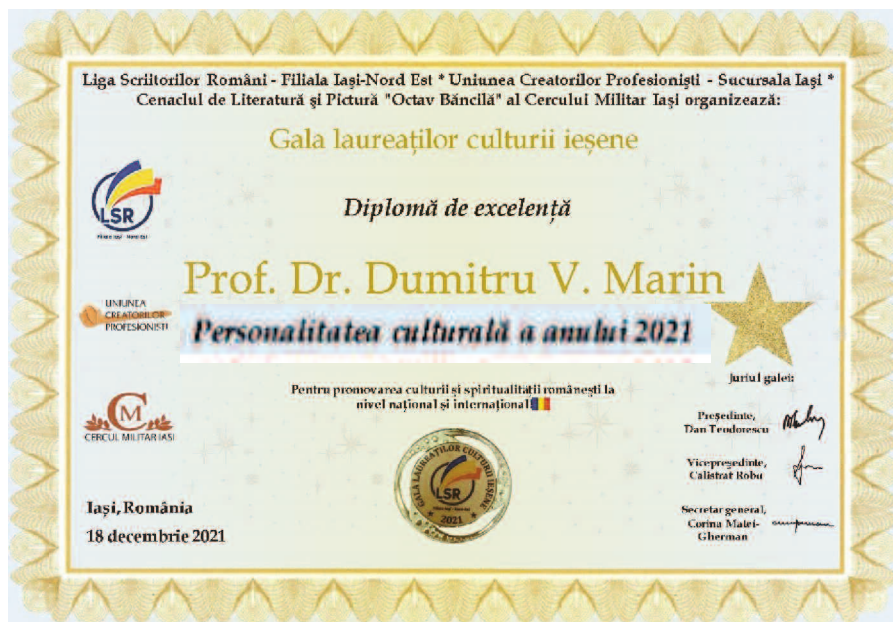 Liga Scriitorilor Români - Filiala Iași-Nord Est * Uniunea Creatorilor Profesioniști - Sucursala Iași *
Cenaclul de Literatură și Pictură "Octav Băncilă" al Cercului Militar Iași organizează:
Gala laureaților culturii ieșene
LSR
Diplomă de excelență
Prof. Dr. Dumitru V. Marin
UNIUNEA
CREATORILOR
PROFESIONIȘTI
Personalitatea culturală a anului 2021
Juriul galei:
Pentru promovarea culturii și spiritualității românești la
nivel național și internațional
CM
CERCUL MILITAR IAȘI
Președinte,
Dan Teodorescu
GALA LAUREAȚILOR CULTURII IEȘENE
LSR
2021
Vicepreședinte,
Calistrat Robu
Iași, România
18 decembrie 2021
Secretar general,
Corina Matei-
Gherman